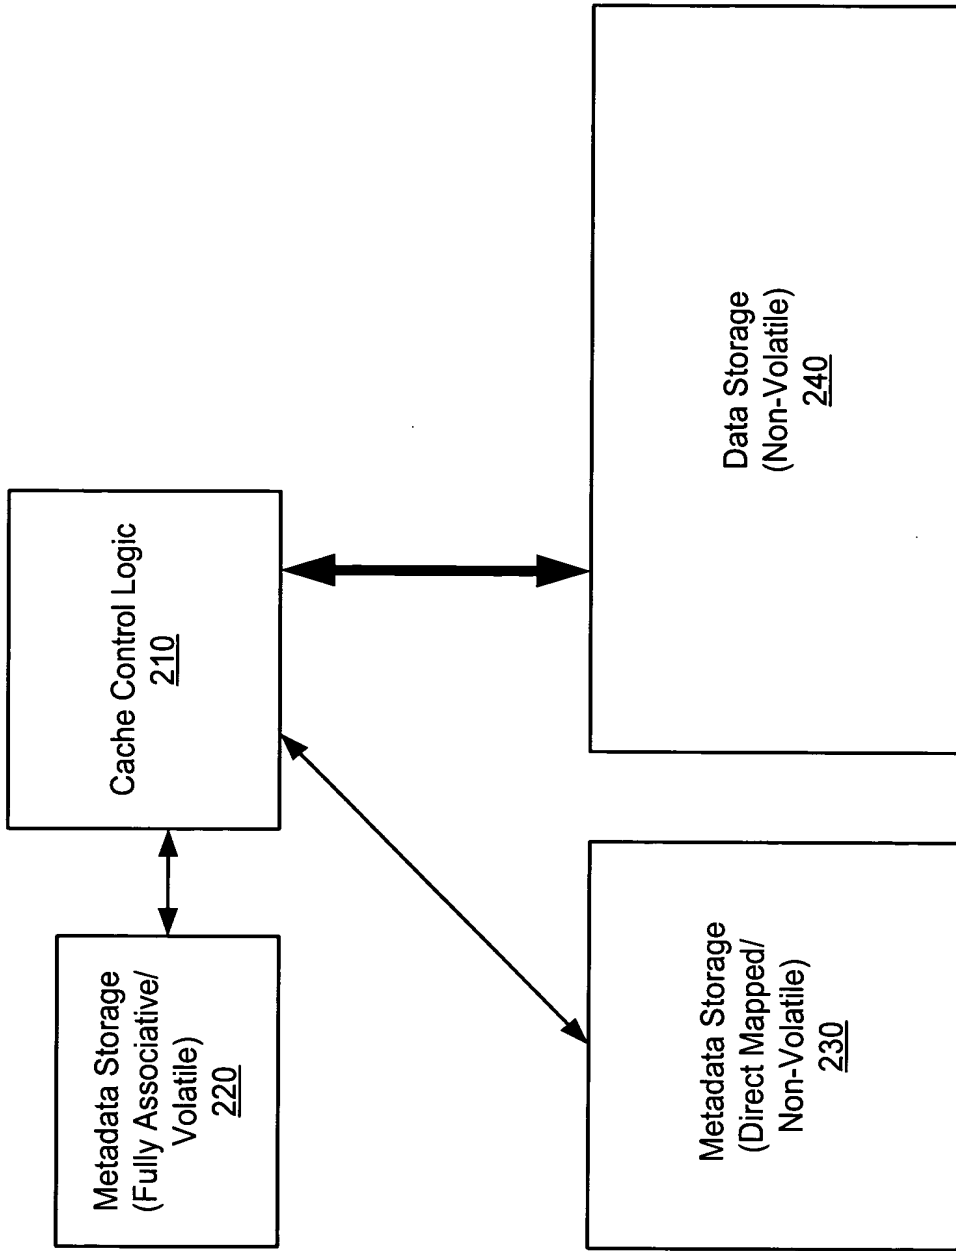 Metadata Storage
(Fully Associative/
Volatile)
220
Cache Control Logic
210
Metadata Storage
(Direct Mapped/
Non-Volatile)
230
Data Storage
(Non-Volatile)
240